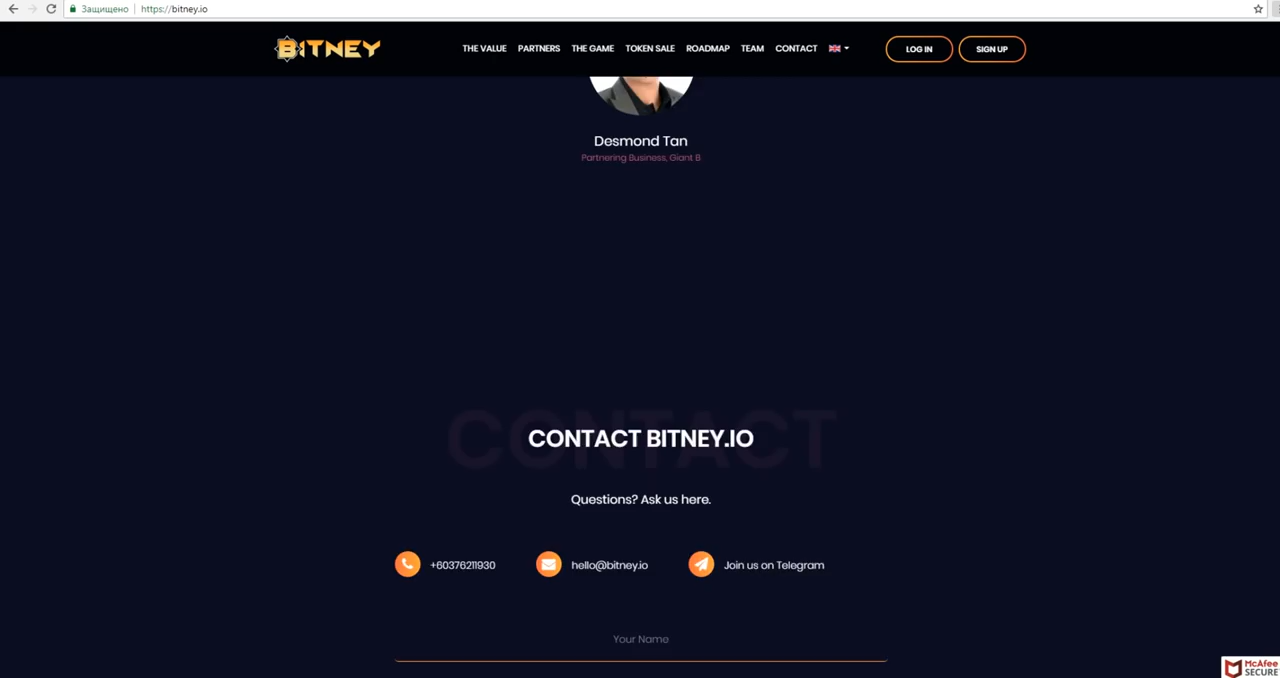 Защищено https://bitney.io
BITNEY THE VALUE PARTNERS THE GAME TOKEN SALE ROADMAP TEAM CONTACT LOG IN SIGN UP
Desmond Tan
Partnering Business, Giant B
CONTACT
CONTACT BITNEY.IO
Questions? Ask us here.
+60376211930 hello@bitney.io Join us on Telegram
Your Name
McAfee
SECURE